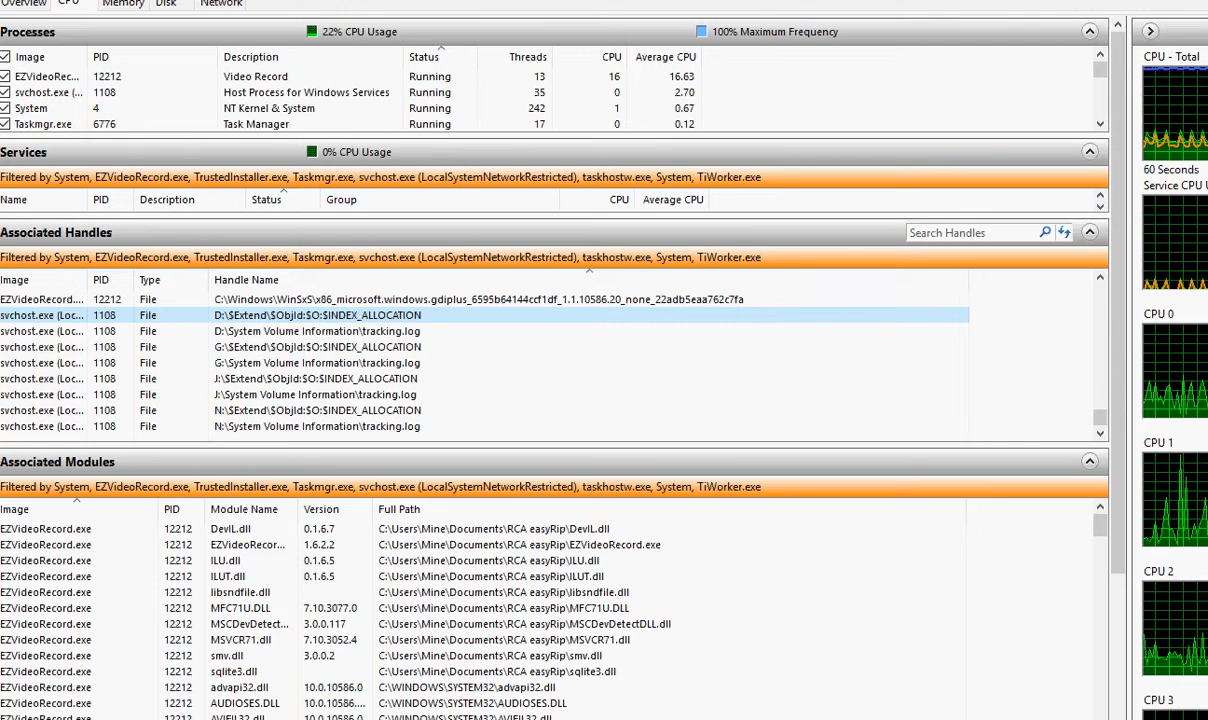 Overview CPU Memory Disk Network
Processes 22% CPU Usage 100% Maximum Frequency
Image PID Description Status Threads CPU Average CPU
EZVideoRec... 12212 Video Record Running 13 16 16.63
svchost.exe (... 1108 Host Process for Windows Services Running 35 0 2.70
System 4 NT Kernel & System Running 242 1 0.67
Taskmgr.exe 6776 Task Manager Running 17 0 0.12
Services 0% CPU Usage
Filtered by System, EZVideoRecord.exe, TrustedInstaller.exe, Taskmgr.exe, svchost.exe (LocalSystemNetworkRestricted), taskhostw.exe, System, TiWorker.exe
Name PID Description Status Group CPU Average CPU
Associated Handles Search Handles
Filtered by System, EZVideoRecord.exe, TrustedInstaller.exe, Taskmgr.exe, svchost.exe (LocalSystemNetworkRestricted), taskhostw.exe, System, TiWorker.exe
Image PID Type Handle Name
EZVideoRecord.... 12212 File C:\Windows\WinSxS\x86_microsoft.windows.gdiplus_6595b64144ccf1df_1.1.10586.20_none_22adb5eaa762c7fa
svchost.exe (Loc... 1108 File D:\$Extend\$ObjId:$O:$INDEX_ALLOCATION
svchost.exe (Loc... 1108 File D:\System Volume Information\tracking.log
svchost.exe (Loc... 1108 File G:\$Extend\$ObjId:$O:$INDEX_ALLOCATION
svchost.exe (Loc... 1108 File G:\System Volume Information\tracking.log
svchost.exe (Loc... 1108 File J:\$Extend\$ObjId:$O:$INDEX_ALLOCATION
svchost.exe (Loc... 1108 File J:\System Volume Information\tracking.log
svchost.exe (Loc... 1108 File N:\$Extend\$ObjId:$O:$INDEX_ALLOCATION
svchost.exe (Loc... 1108 File N:\System Volume Information\tracking.log
Associated Modules
Filtered by System, EZVideoRecord.exe, TrustedInstaller.exe, Taskmgr.exe, svchost.exe (LocalSystemNetworkRestricted), taskhostw.exe, System, TiWorker.exe
Image PID Module Name Version Full Path
EZVideoRecord.exe 12212 DevIL.dll 0.1.6.7 C:\Users\Mine\Documents\RCA easyRip\DevIL.dll
EZVideoRecord.exe 12212 EZVideoRecor... 1.6.2.2 C:\Users\Mine\Documents\RCA easyRip\EZVideoRecord.exe
EZVideoRecord.exe 12212 ILU.dll 0.1.6.5 C:\Users\Mine\Documents\RCA easyRip\ILU.dll
EZVideoRecord.exe 12212 ILUT.dll 0.1.6.5 C:\Users\Mine\Documents\RCA easyRip\ILUT.dll
EZVideoRecord.exe 12212 libsndfile.dll C:\Users\Mine\Documents\RCA easyRip\libsndfile.dll
EZVideoRecord.exe 12212 MFC71U.DLL 7.10.3077.0 C:\Users\Mine\Documents\RCA easyRip\MFC71U.DLL
EZVideoRecord.exe 12212 MSCDevDetect... 3.0.0.117 C:\Users\Mine\Documents\RCA easyRip\MSCDevDetectDLL.dll
EZVideoRecord.exe 12212 MSVCR71.dll 7.10.3052.4 C:\Users\Mine\Documents\RCA easyRip\MSVCR71.dll
EZVideoRecord.exe 12212 smv.dll 3.0.0.2 C:\Users\Mine\Documents\RCA easyRip\smv.dll
EZVideoRecord.exe 12212 sqlite3.dll C:\Users\Mine\Documents\RCA easyRip\sqlite3.dll
EZVideoRecord.exe 12212 advapi32.dll 10.0.10586.0 C:\WINDOWS\SYSTEM32\advapi32.dll
EZVideoRecord.exe 12212 AUDIOSES.DLL 10.0.10586.... C:\WINDOWS\SYSTEM32\AUDIOSES.DLL
EZVideoRecord.exe 12212 AVIFIL32.dll 10.0.10586.0 C:\WINDOWS\SYSTEM32\AVIFIL32.dll
CPU - Total
60 Seconds
Service CPU
CPU 0
CPU 1
CPU 2
CPU 3